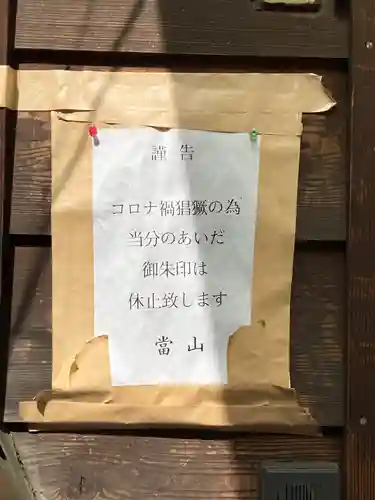 謹告
コロナ禍猖獗の為
当分のあいだ
御朱印は
休止致します
當山